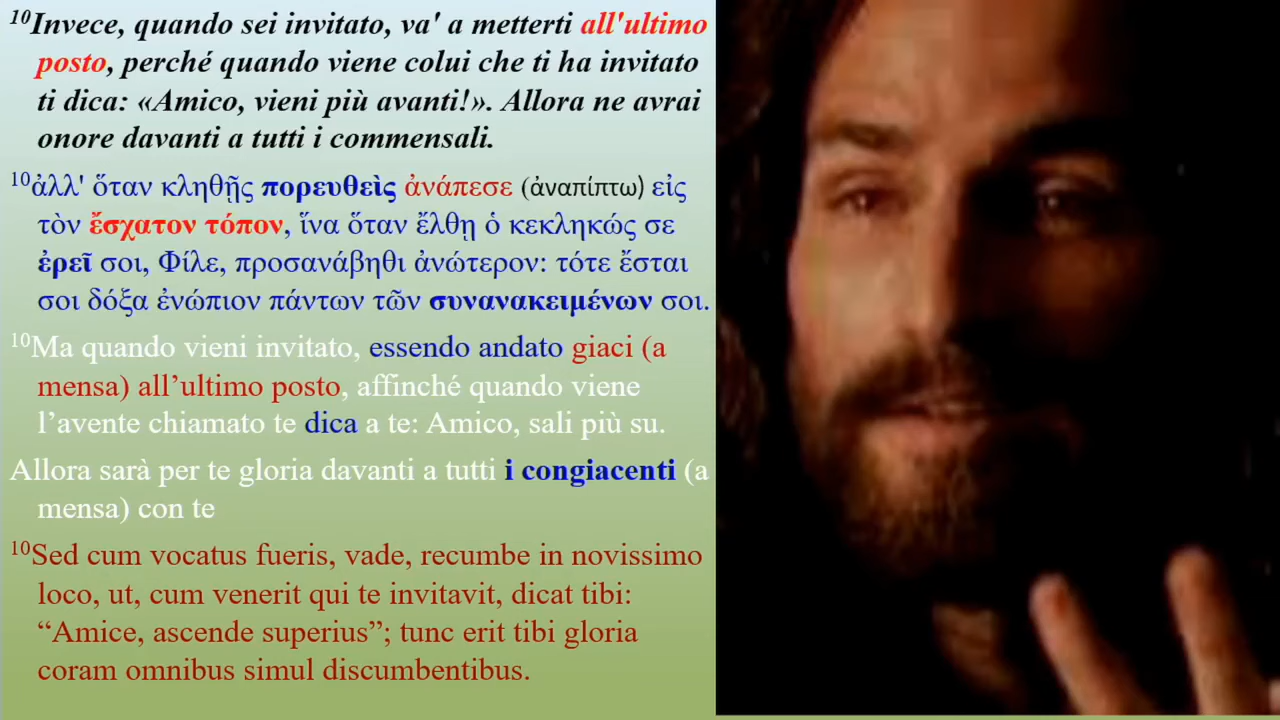 ¹⁰Invece, quando sei invitato, va' a metterti all'ultimo
posto, perché quando viene colui che ti ha invitato
ti dica: «Amico, vieni più avanti!». Allora ne avrai
onore davanti a tutti i commensali.
¹⁰ἀλλ' ὅταν κληθῇς πορευθεὶς ἀνάπεσε (ἀναπίπτω) εἰς
τὸν ἔσχατον τόπον, ἵνα ὅταν ἔλθῃ ὁ κεκληκώς σε
ἐρεῖ σοι, Φίλε, προσανάβηθι ἀνώτερον: τότε ἔσται
σοι δόξα ἐνώπιον πάντων τῶν συνανακειμένων σοι.
¹⁰Ma quando vieni invitato, essendo andato giaci (a
mensa) all’ultimo posto, affinché quando viene
l’avente chiamato te dica a te: Amico, sali più su.
Allora sarà per te gloria davanti a tutti i congiacenti (a
mensa) con te
¹⁰Sed cum vocatus fueris, vade, recumbe in novissimo
loco, ut, cum venerit qui te invitavit, dicat tibi:
“Amice, ascende superius”; tunc erit tibi gloria
coram omnibus simul discumbentibus.